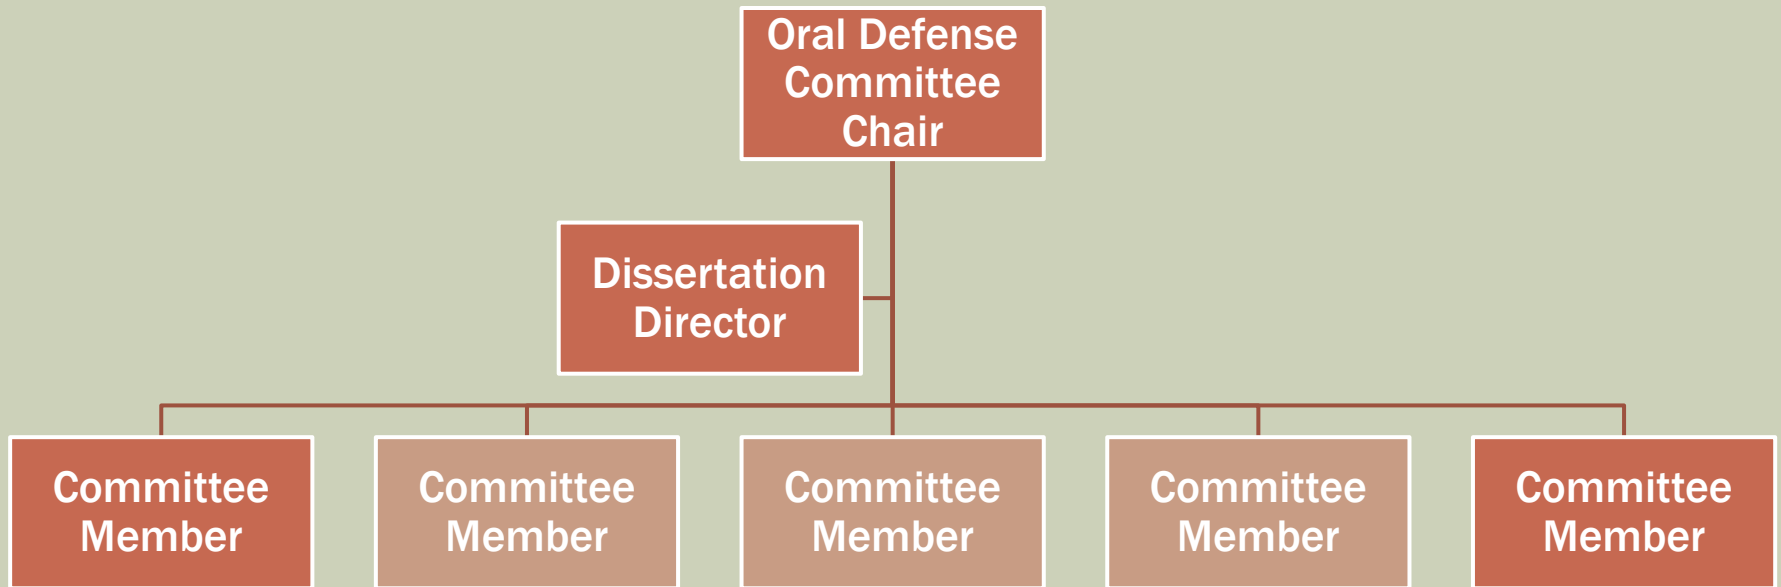 Oral Defense
Committee
Chair
Dissertation
Director
Committee
Member
Committee
Member
Committee
Member
Committee
Member
Committee
Member